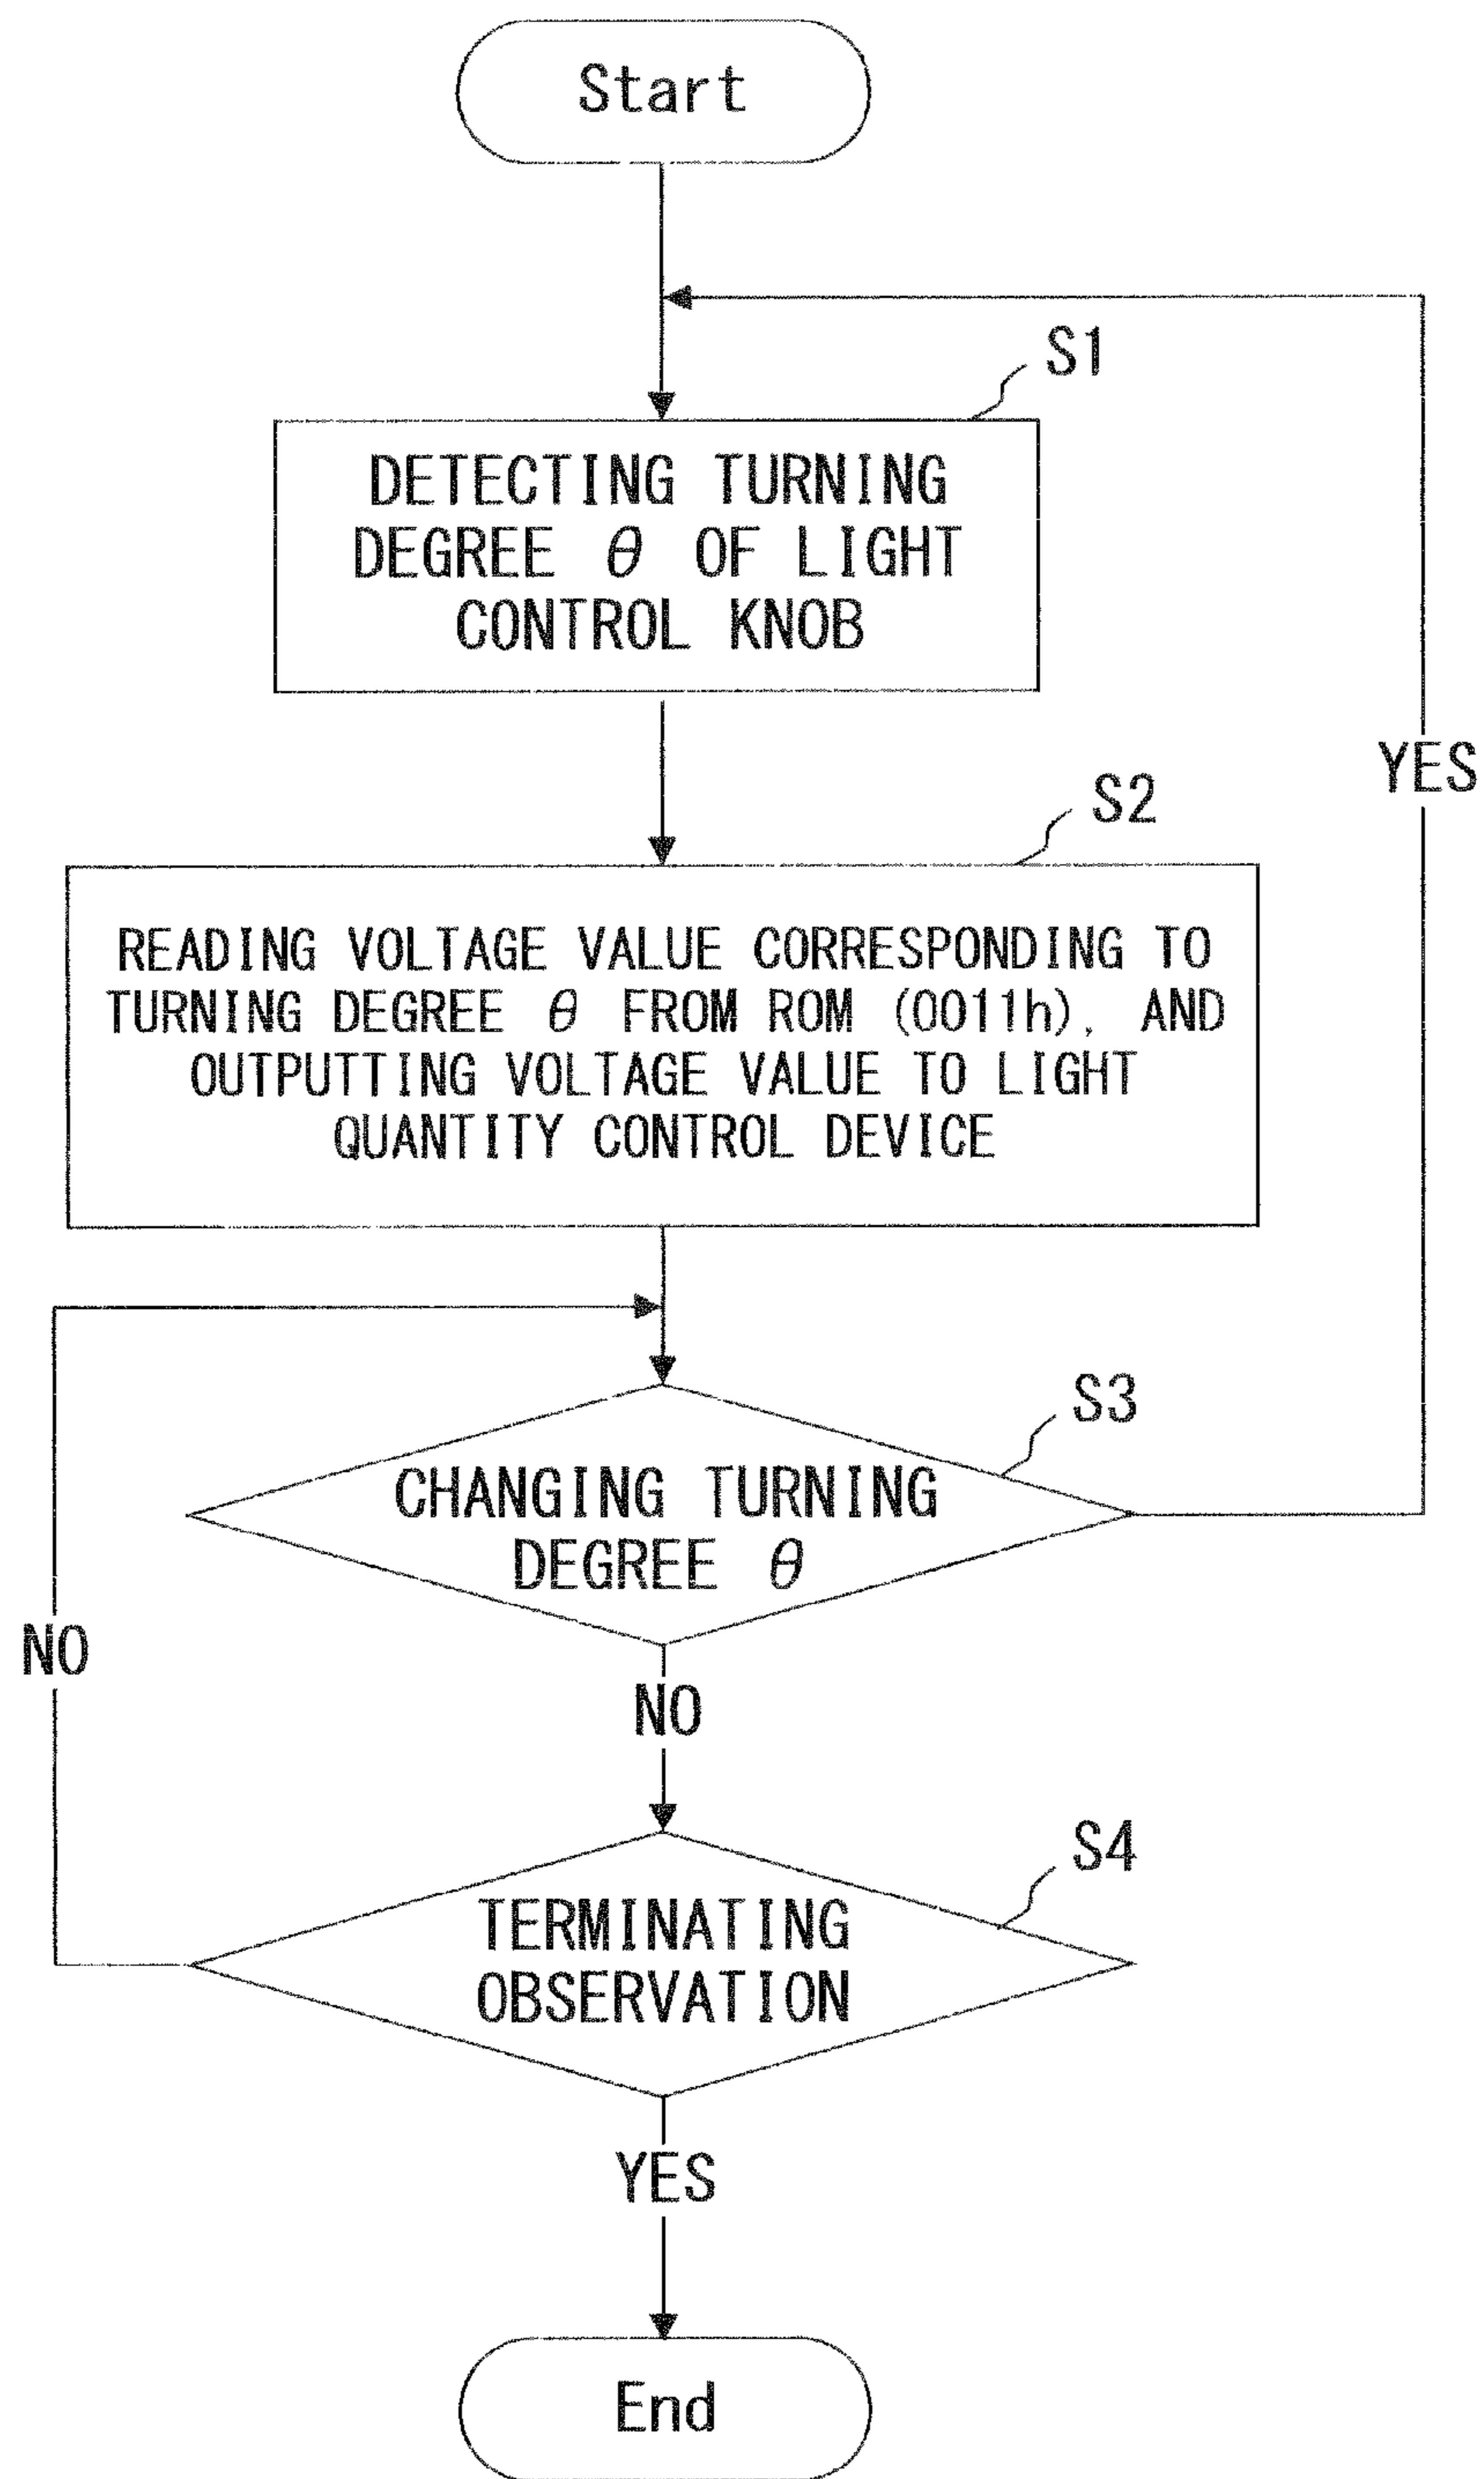 Start
S1
DETECTING TURNING
DEGREE θ OF LIGHT
CONTROL KNOB
YES
S2
READING VOLTAGE VALUE CORRESPONDING TO
TURNING DEGREE θ FROM ROM (0011h), AND
OUTPUTTING VOLTAGE VALUE TO LIGHT
QUANTITY CONTROL DEVICE
S3
CHANGING TURNING
DEGREE θ
NO
NO
S4
TERMINATING
OBSERVATION
YES
End